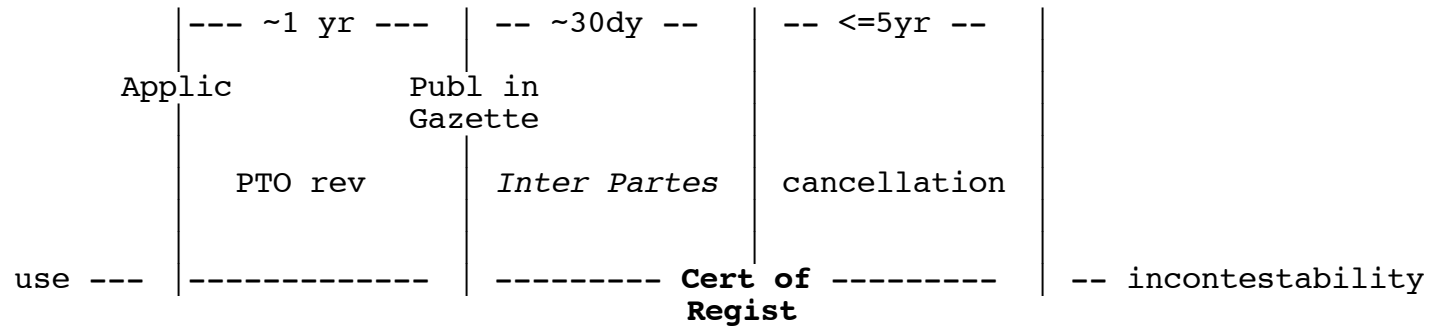 |--- ~1 yr --- | -- ~30dy -- | -- <=5yr -- |
Applic Publ in
Gazette
PTO rev | Inter Partes | cancellation |
use --- |------------- | --------- Cert of --------- | -- incontestability
Regist